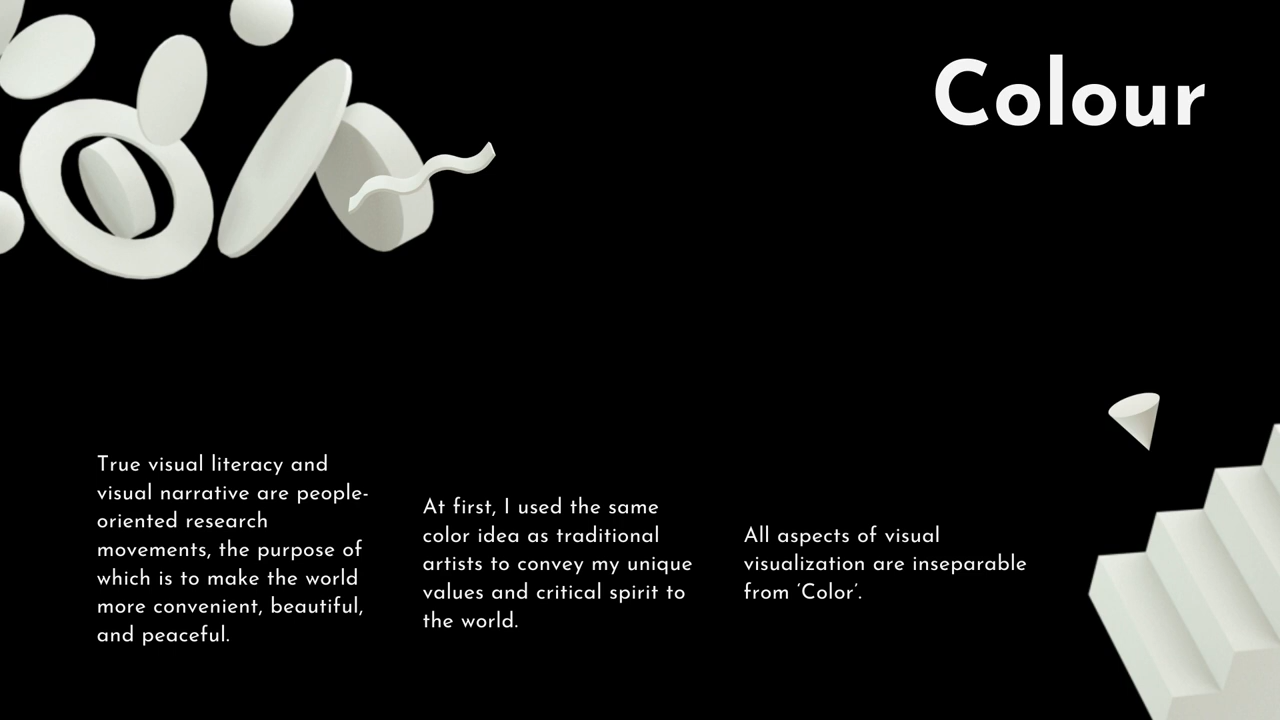 Colour
True visual literacy and
visual narrative are people-
oriented research
movements, the purpose of
which is to make the world
more convenient, beautiful,
and peaceful.
At first, I used the same
color idea as traditional
artists to convey my unique
values and critical spirit to
the world.
All aspects of visual
visualization are inseparable
from ‘Color’.